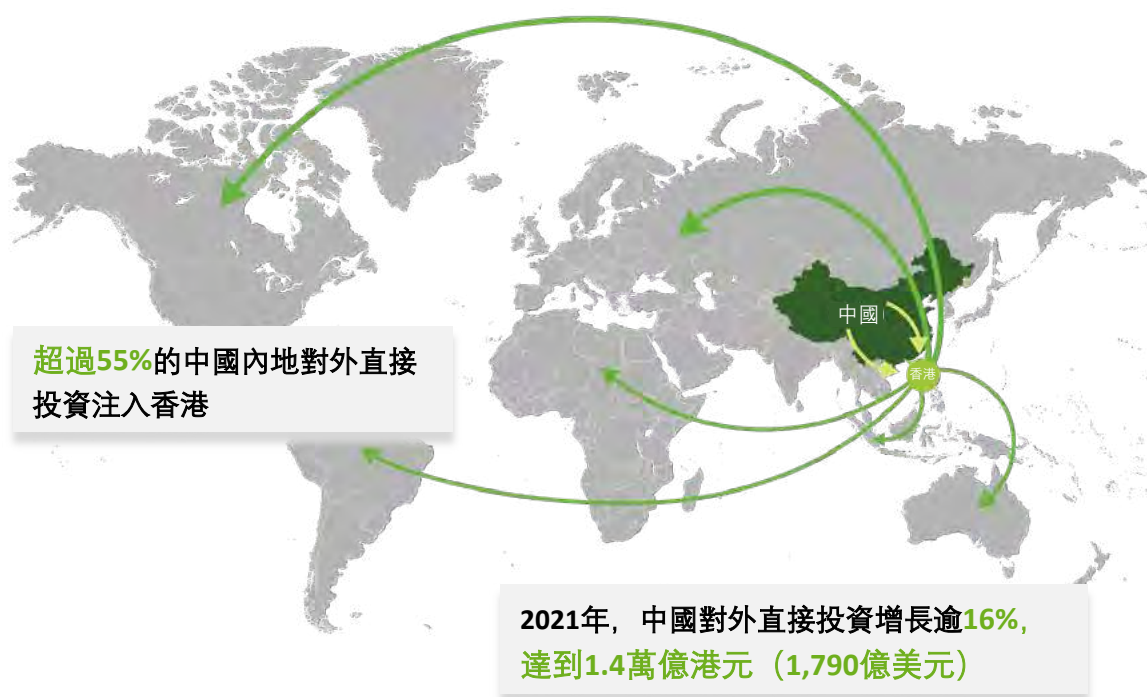 中國
香港
超過55%的中國內地對外直接
投資注入香港
2021年，中國對外直接投資增長逾16%，
達到1.4萬億港元（1,790億美元）